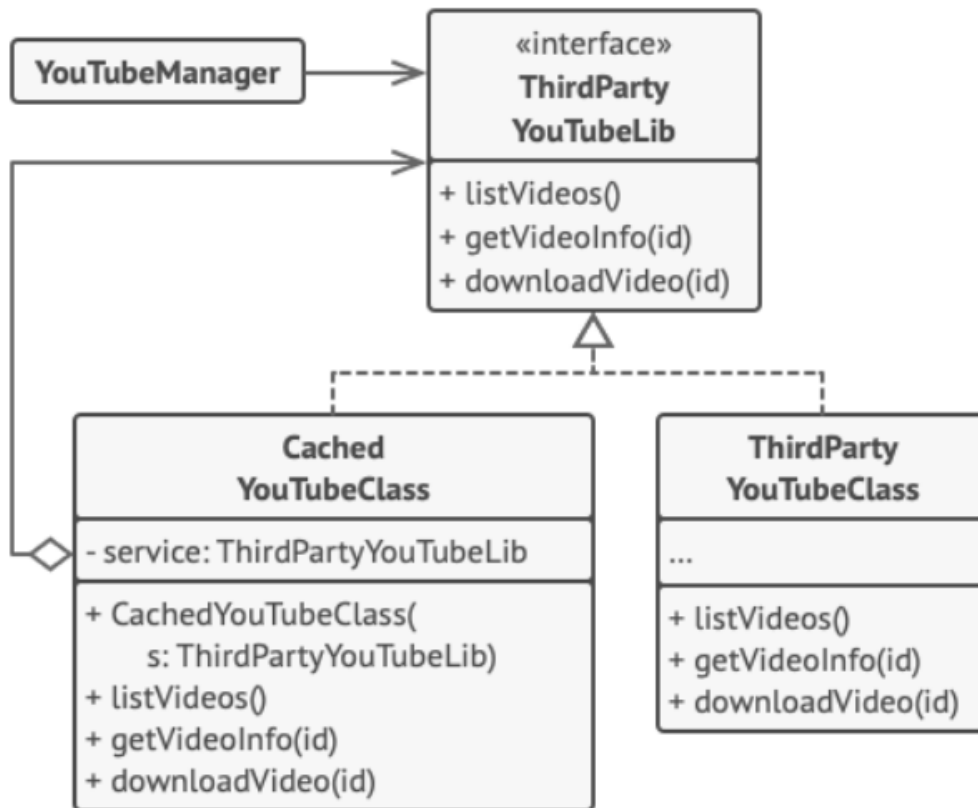 YouTubeManager
«interface»
ThirdParty
YouTubeLib
+ listVideos()
+ getVideoInfo(id)
+ downloadVideo(id)
Cached
YouTubeClass
- service: ThirdPartyYouTubeLib
+ CachedYouTubeClass(
s: ThirdPartyYouTubeLib)
+ listVideos()
+ getVideoInfo(id)
+ downloadVideo(id)
ThirdParty
YouTubeClass
...
+ listVideos()
+ getVideoInfo(id)
+ downloadVideo(id)